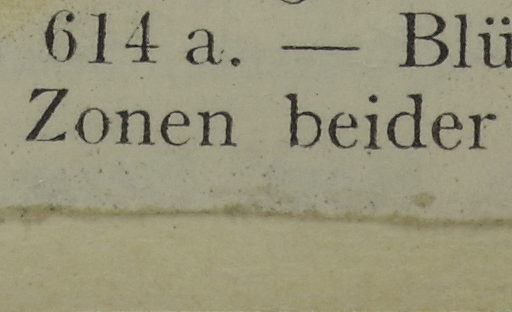 614 a. — Blü
Zonen beider